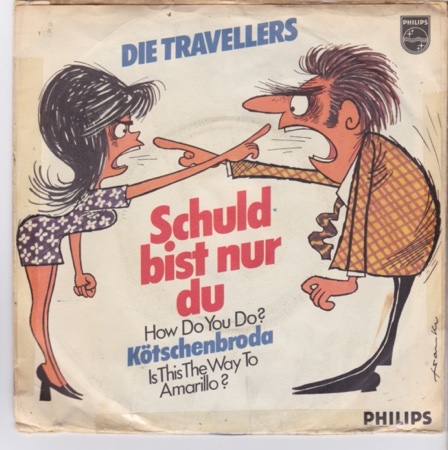 DIE TRAVELLERS
PHILIPS
Schuld
bist nur
du
How Do You Do?
Kötschenbroda
Is This The Way To
Amarillo?
PHILIPS